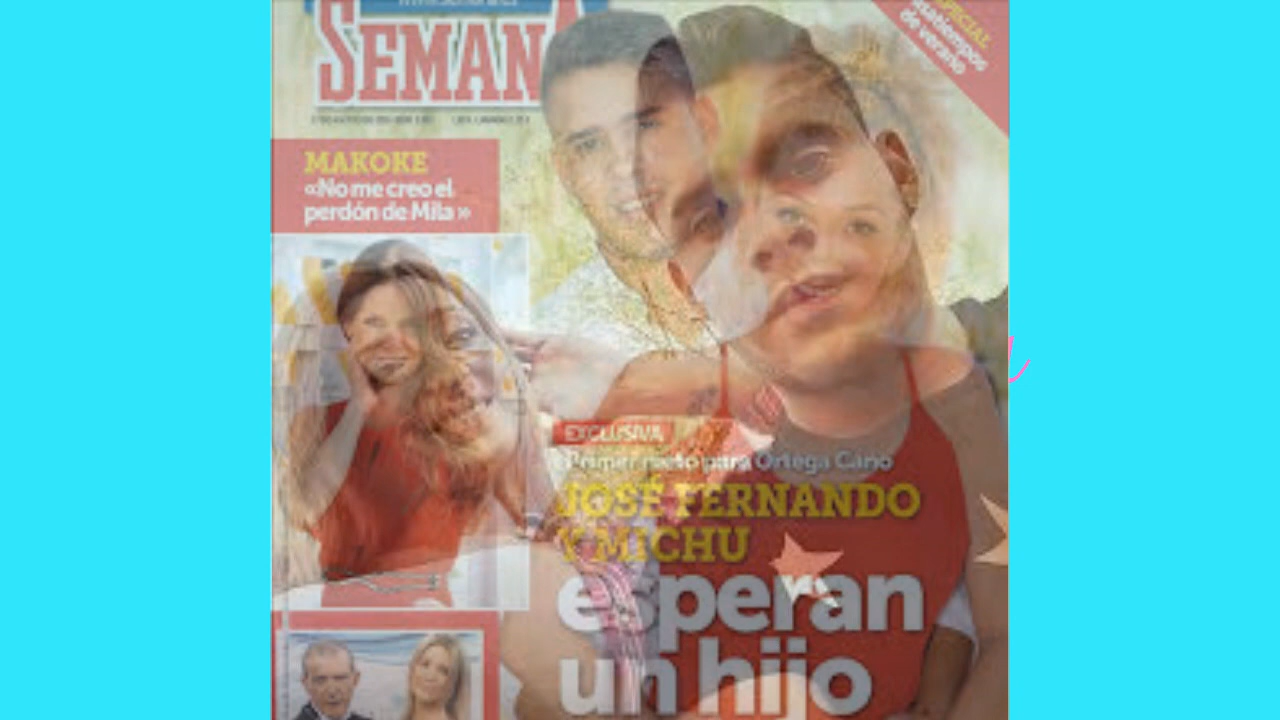 SEMAN
ESPECIAL
de verano
MAKOKE
«No me creo el
perdón de Mila»
EXCLUSIVA
Primer nieto para Ortega Cano
JOSÉ FERNANDO
Y MICHU
esperan
un hijo